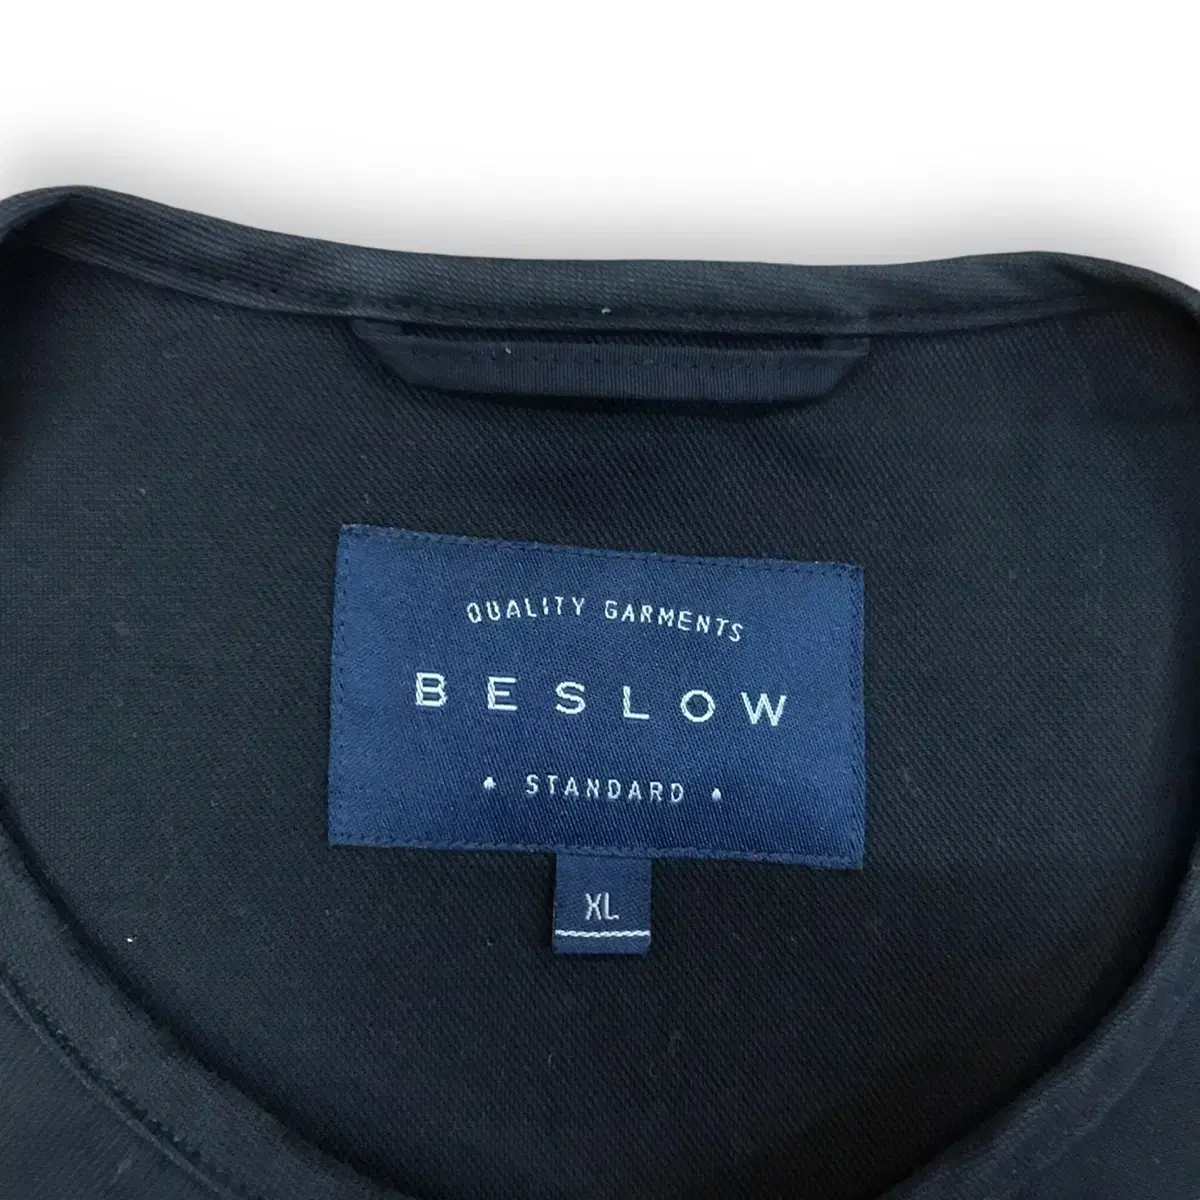 QUALITY GARMENTS
BESLOW
♠ STANDARD ♠
XL